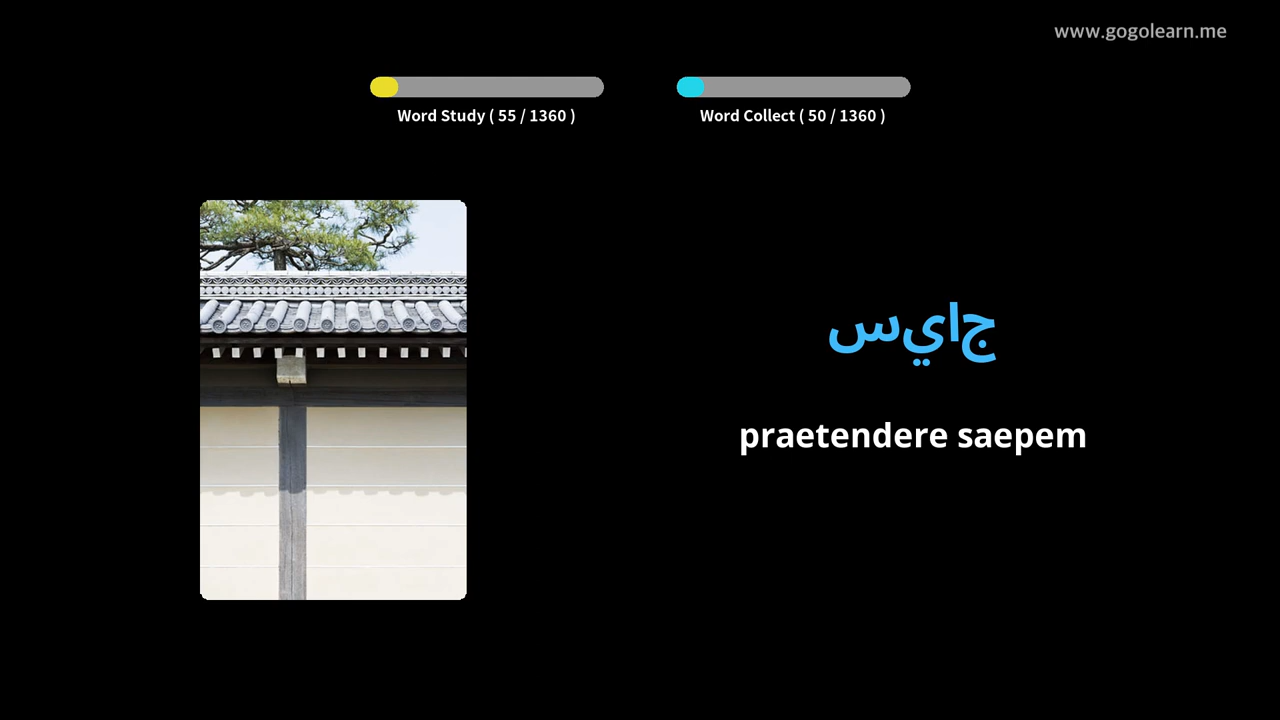 www.gogolearn.me
Word Study ( 55 / 1360 )
Word Collect ( 50 / 1360 )
جايس
praetendere saepem